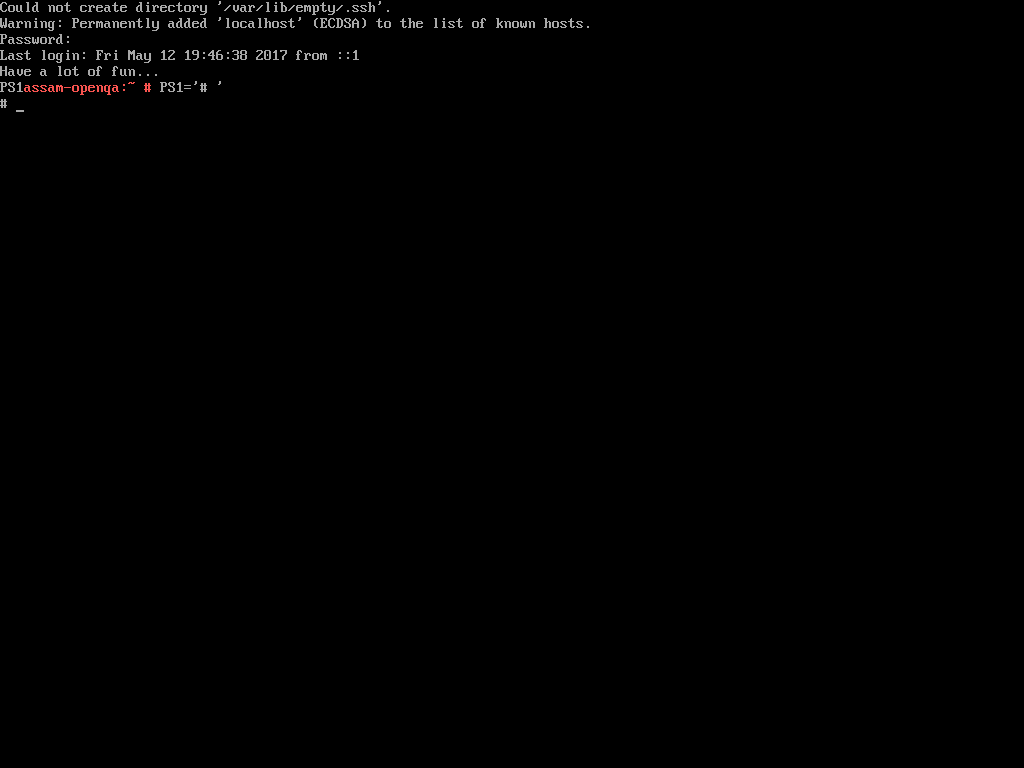 Could not create directory '/var/lib/empty/.ssh'.
Warning: Permanently added 'localhost' (ECDSA) to the list of known hosts.
Password:
Last login: Fri May 12 19:46:38 2017 from ::1
Have a lot of fun...
PS1assam-openqa:~ # PS1='# '
# _